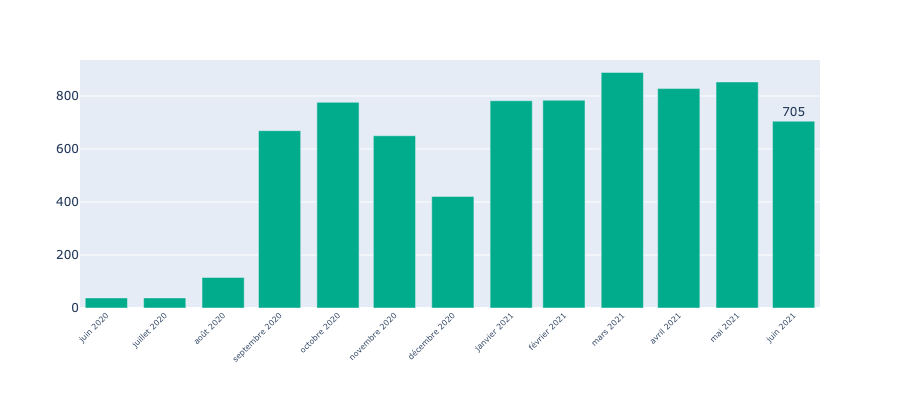 800
600
400
200
0
705
juin 2020
juillet 2020
août 2020
septembre 2020
octobre 2020
novembre 2020
décembre 2020
janvier 2021
février 2021
mars 2021
avril 2021
mai 2021
juin 2021